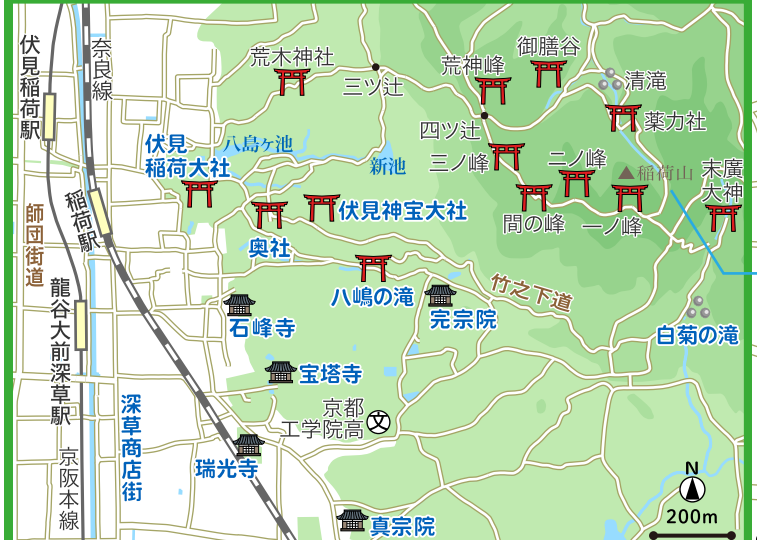 伏見稲荷駅
奈良線
荒木神社
三ツ辻
荒神峰
御膳谷
清滝
薬力社
四ツ辻
三ノ峰
二ノ峰
稲荷山
末廣
大神
間の峰
一ノ峰
伏見
稲荷大社
八島ヶ池
新池
稲荷駅
師団街道
伏見神宝大社
奥社
龍谷大前深草駅
八嶋の滝
竹之下道
石峰寺
完宗院
白菊の滝
宝塔寺
京都
工学院高
文
深草商店街
瑞光寺
京阪本線
真宗院
N
200m